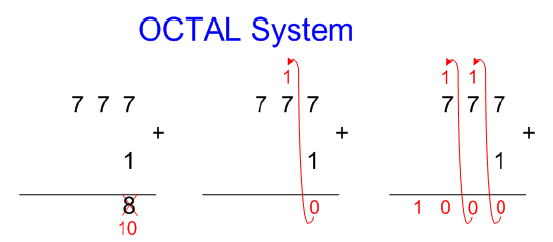 OCTAL System
1 1 1
7 7 7 7 7 7 7 7 7
+ + +
1 1 1
8 0 1 0 0 0
10